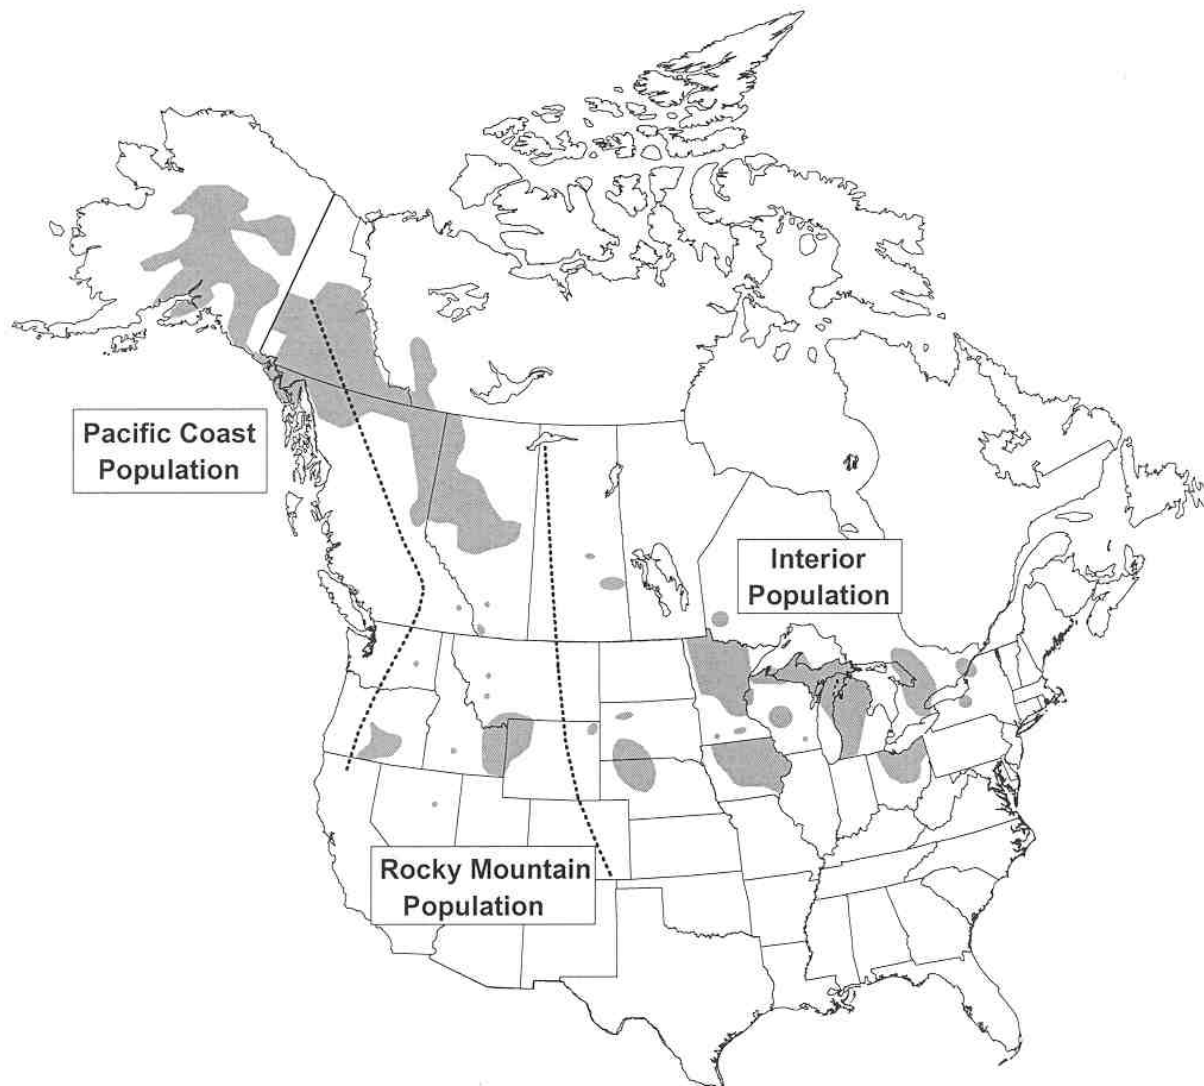 Pacific Coast
Population
Interior
Population
Rocky Mountain
Population